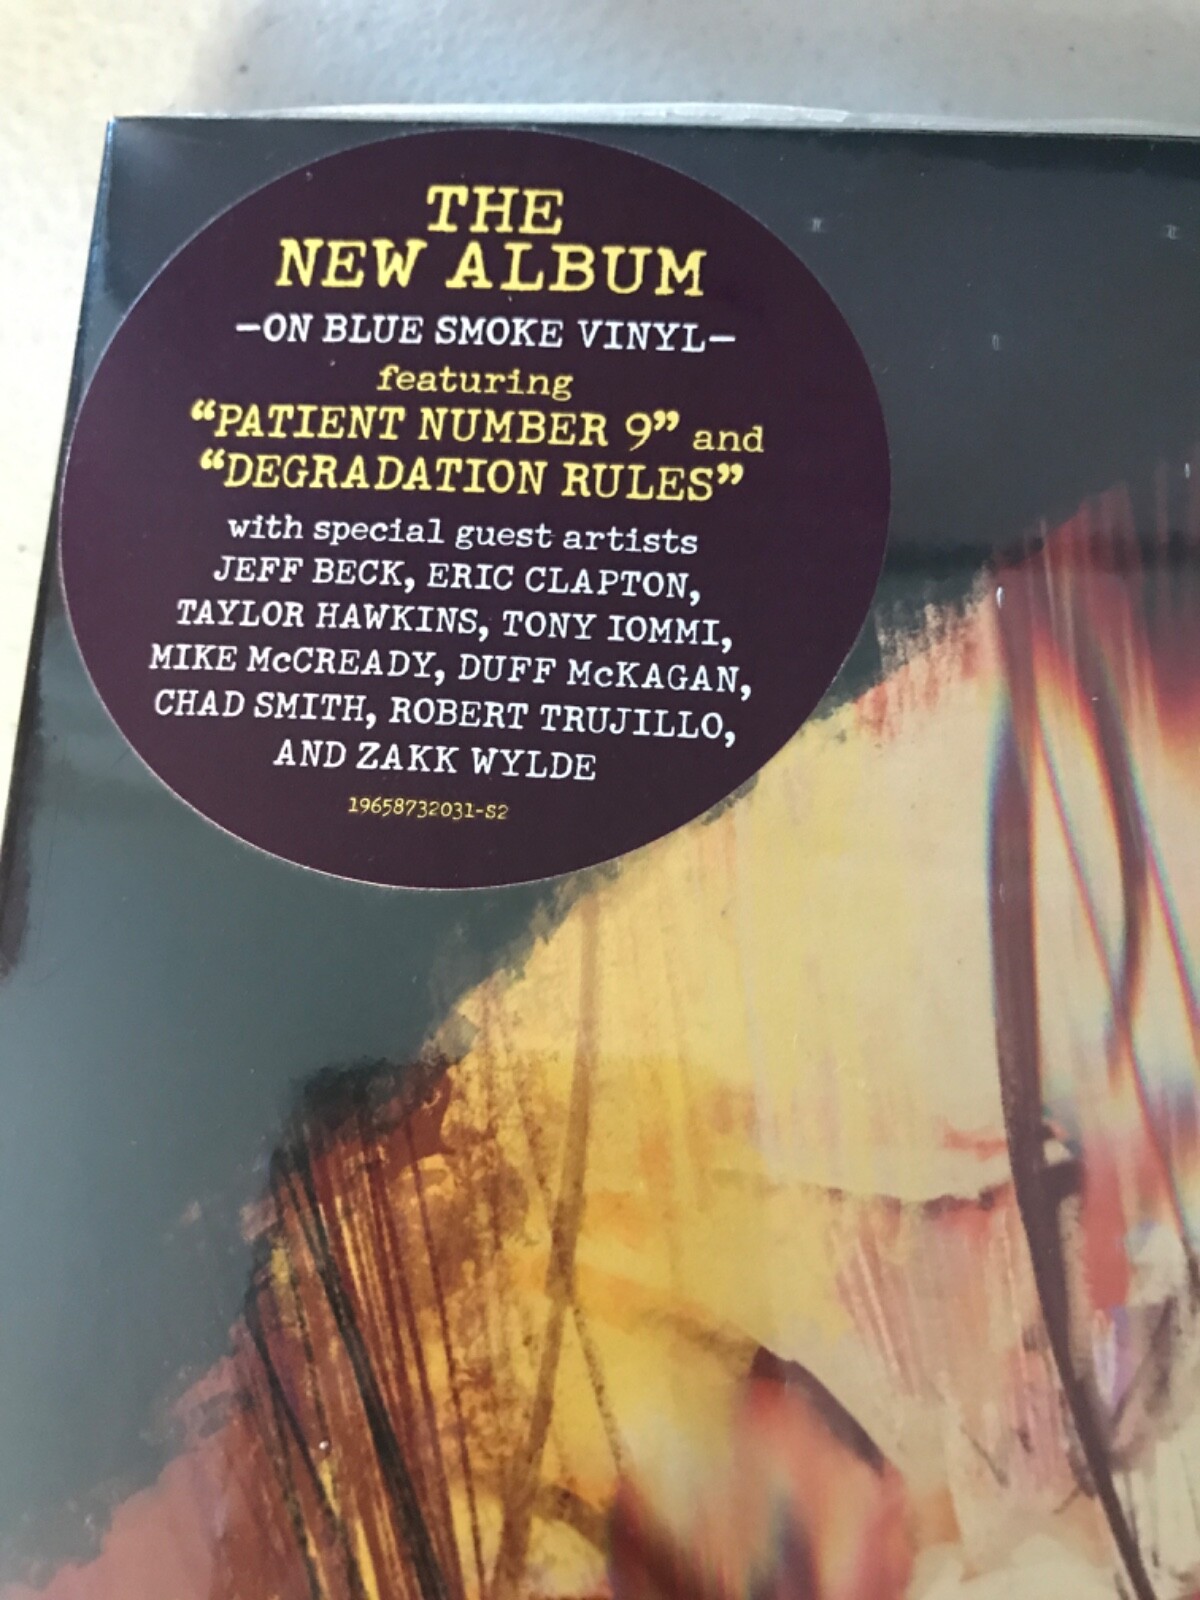 THE
NEW ALBUM
—ON BLUE SMOKE VINYL—
featuring
“PATIENT NUMBER 9” and
“DEGRADATION RULES”
with special guest artists
JEFF BECK, ERIC CLAPTON,
TAYLOR HAWKINS, TONY IOMMI,
MIKE McCREADY, DUFF McKAGAN,
CHAD SMITH, ROBERT TRUJILLO,
AND ZAKK WYLDE
19658732031-S2